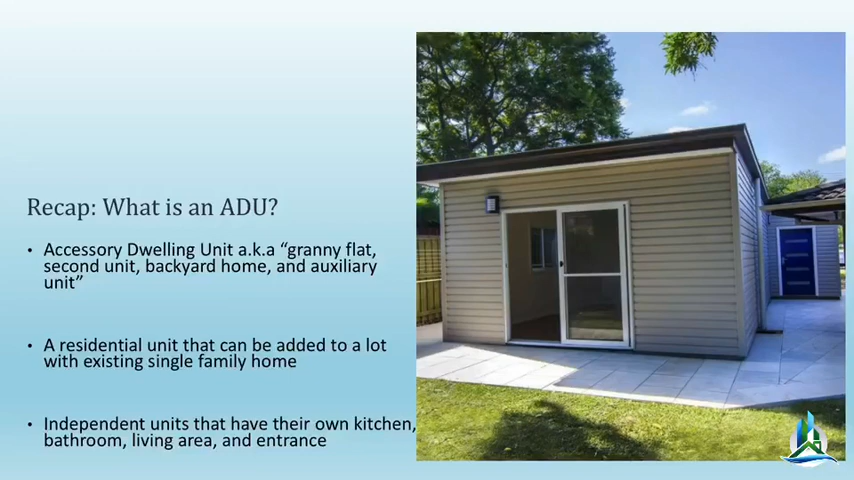 Recap: What is an ADU?
• Accessory Dwelling Unit a.k.a “granny flat,
second unit, backyard home, and auxiliary
unit”
• A residential unit that can be added to a lot
with existing single family home
• Independent units that have their own kitchen,
bathroom, living area, and entrance